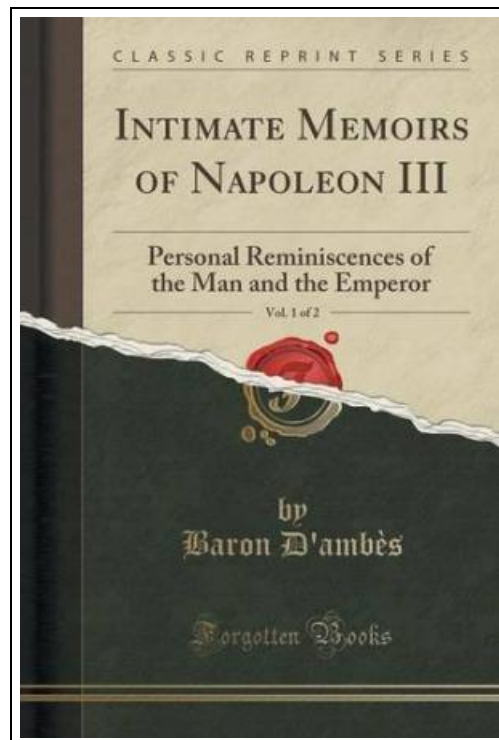 CLASSIC REPRINT SERIES
INTIMATE MEMOIRS
OF NAPOLEON III
Personal Reminiscences of
the Man and the Emperor
Vol. 1 of 2
by
Baron D'ambès
Forgotten Books